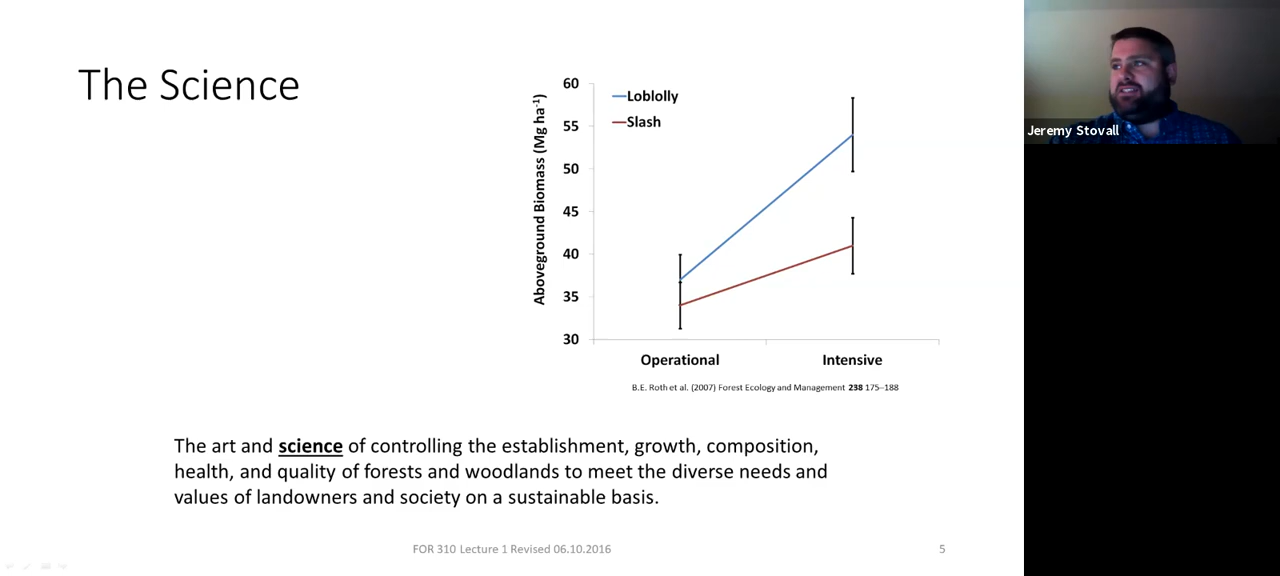 The Science
60
55
50
45
40
35
30
Aboveground Biomass (Mg ha-1)
Loblolly
Slash
Operational Intensive
B.E. Roth et al. (2007) Forest Ecology and Management 238 175–188
The art and science of controlling the establishment, growth, composition,
health, and quality of forests and woodlands to meet the diverse needs and
values of landowners and society on a sustainable basis.
FOR 310 Lecture 1 Revised 06.10.2016
5
Jeremy Stovall